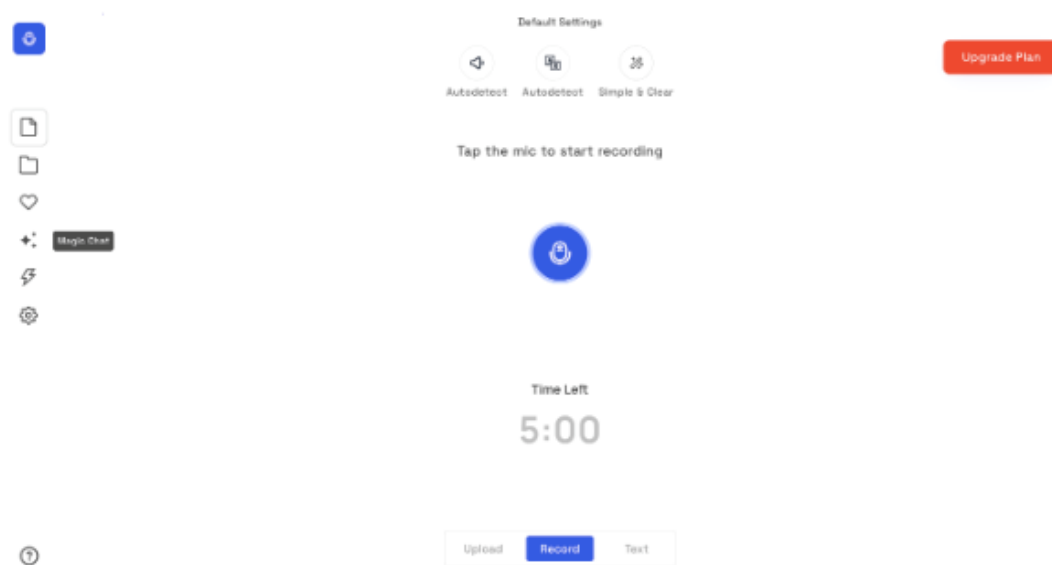 Default Settings
Upgrade Plan
Autodetect Autodetect Simple & Clear
Tap the mic to start recording
Magic Chat
Time Left
5:00
Upload Record Text